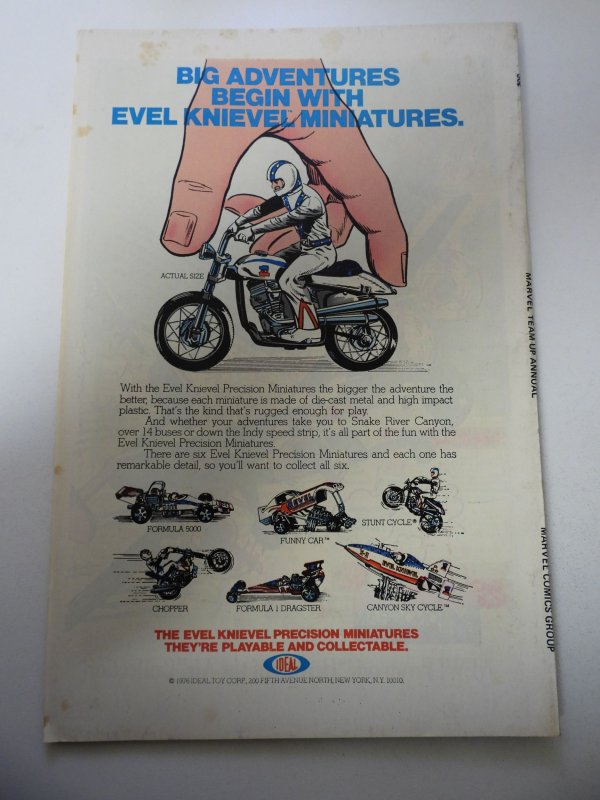 BIG ADVENTURES
BEGIN WITH
EVEL KNIEVEL™ MINIATURES.
ACTUAL SIZE
With the Evel Knievel Precision Miniatures the bigger the adventure the
better, because each miniature is made of die-cast metal and high impact
plastic. That's the kind that's rugged enough for play.
And whether your adventures take you to Snake River Canyon,
over 14 buses or down the Indy speed strip, it's all part of the fun with the
Evel Knievel Precision Miniatures.
There are six Evel Knievel Precision Miniatures and each one has
remarkable detail, so you'll want to collect all six.
FORMULA 5000
FUNNY CAR™
STUNT CYCLE®
CHOPPER
FORMULA 1 DRAGSTER
CANYON SKY CYCLE™
THE EVEL KNIEVEL PRECISION MINIATURES
THEY'RE PLAYABLE AND COLLECTABLE.
IDEAL
© 1976 IDEAL TOY CORP., 200 FIFTH AVENUE NORTH, NEW YORK, N.Y. 10010.
MARVEL TEAM UP ANNUAL
MARVEL COMICS GROUP